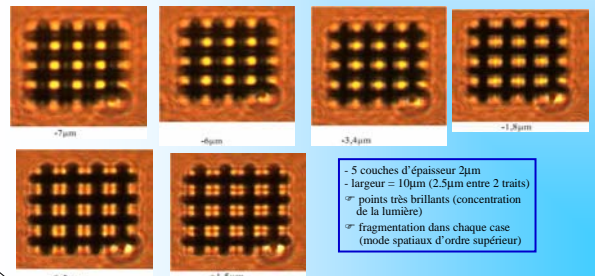 -7µm
-6µm
-3,4µm
-1,8µm
- 5 couches d'épaisseur 2µm
- largeur = 10µm (2.5µm entre 2 traits)
☞ points très brillants (concentration
de la lumière)
☞ fragmentation dans chaque case
(mode spatiaux d'ordre supérieur)